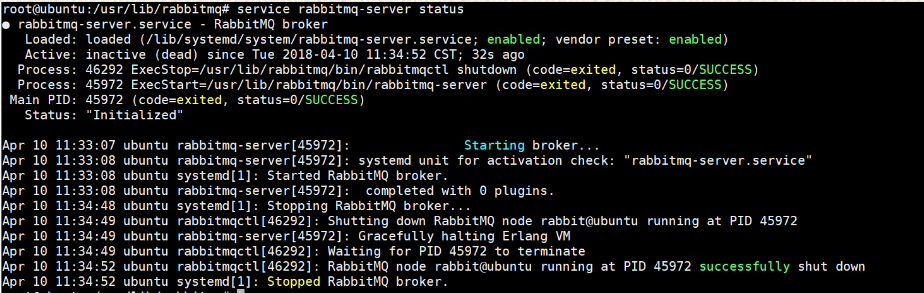 root@ubuntu:/usr/lib/rabbitmq# service rabbitmq-server status
● rabbitmq-server.service - RabbitMQ broker
   Loaded: loaded (/lib/systemd/system/rabbitmq-server.service; enabled; vendor preset: enabled)
   Active: inactive (dead) since Tue 2018-04-10 11:34:52 CST; 32s ago
  Process: 46292 ExecStop=/usr/lib/rabbitmq/bin/rabbitmqctl shutdown (code=exited, status=0/SUCCESS)
  Process: 45972 ExecStart=/usr/lib/rabbitmq/bin/rabbitmq-server (code=exited, status=0/SUCCESS)
 Main PID: 45972 (code=exited, status=0/SUCCESS)
   Status: "Initialized"

Apr 10 11:33:07 ubuntu rabbitmq-server[45972]:               Starting broker...
Apr 10 11:33:08 ubuntu rabbitmq-server[45972]: systemd unit for activation check: "rabbitmq-server.service"
Apr 10 11:33:08 ubuntu systemd[1]: Started RabbitMQ broker.
Apr 10 11:33:08 ubuntu rabbitmq-server[45972]:  completed with 0 plugins.
Apr 10 11:34:48 ubuntu systemd[1]: Stopping RabbitMQ broker...
Apr 10 11:34:49 ubuntu rabbitmqctl[46292]: Shutting down RabbitMQ node rabbit@ubuntu running at PID 45972
Apr 10 11:34:49 ubuntu rabbitmq-server[45972]: Gracefully halting Erlang VM
Apr 10 11:34:49 ubuntu rabbitmqctl[46292]: Waiting for PID 45972 to terminate
Apr 10 11:34:52 ubuntu rabbitmqctl[46292]: RabbitMQ node rabbit@ubuntu running at PID 45972 successfully shut down
Apr 10 11:34:52 ubuntu systemd[1]: Stopped RabbitMQ broker.